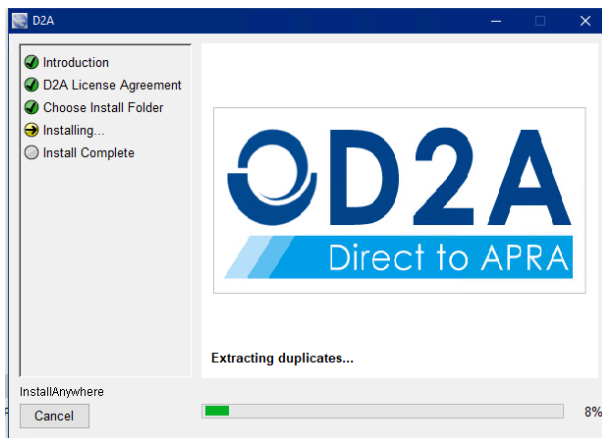 D2A
Introduction
D2A License Agreement
Choose Install Folder
Installing...
Install Complete
D2A
Direct to APRA
Extracting duplicates...
InstallAnywhere
Cancel
8%